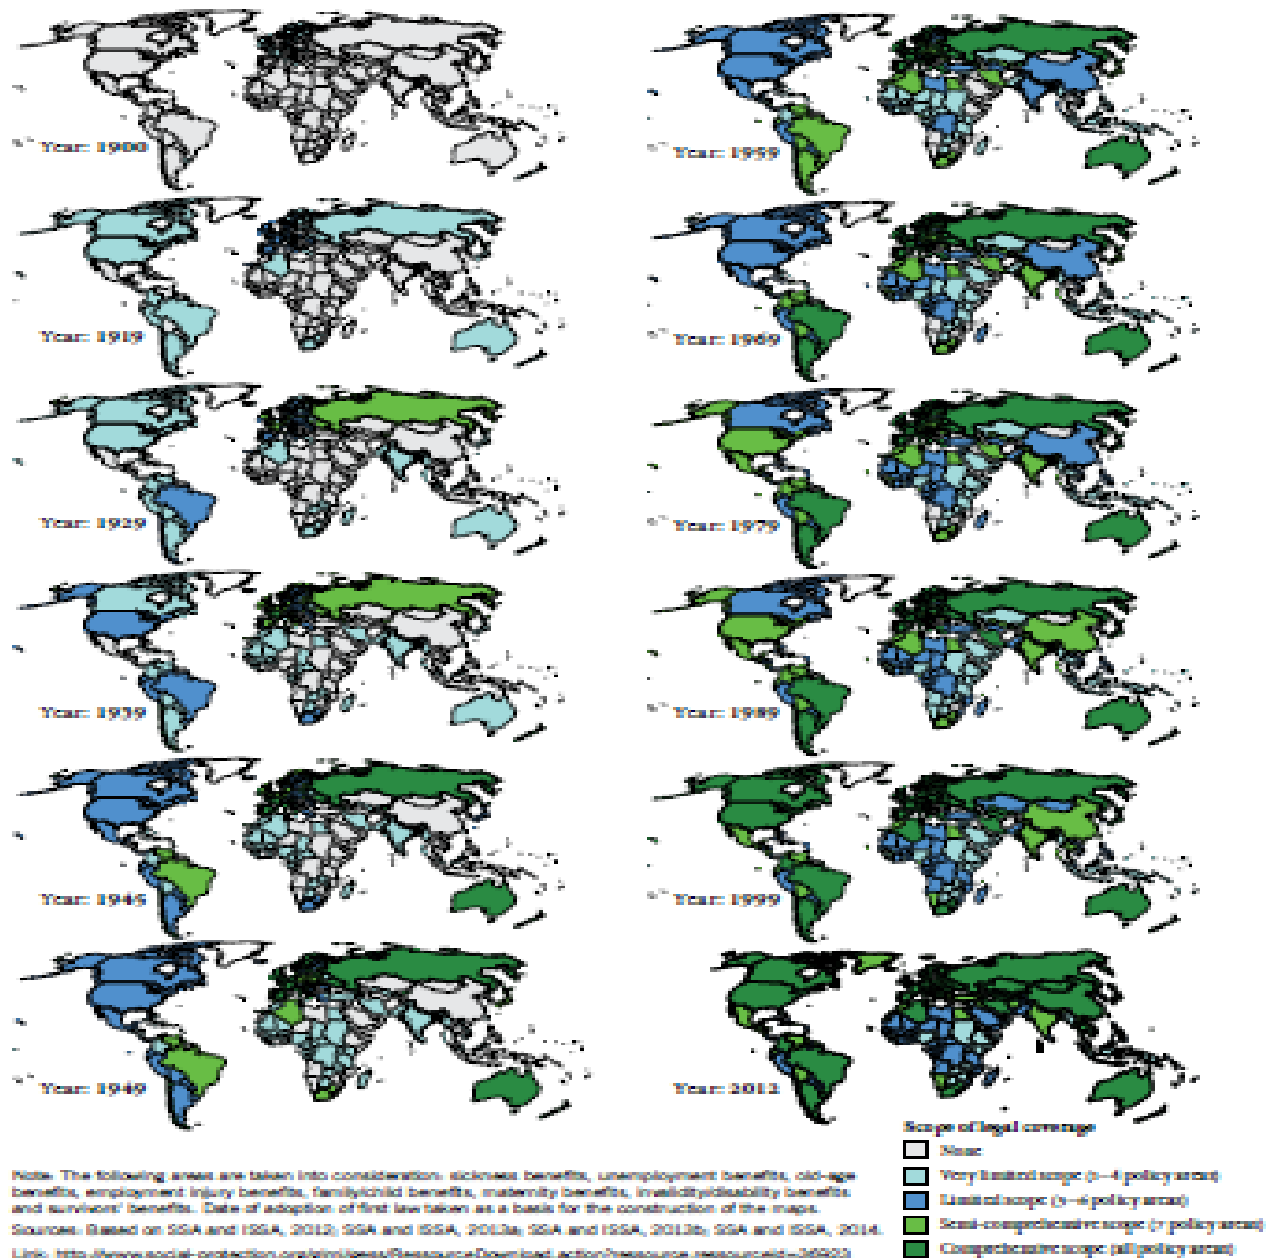 Year: 1900
Year: 1919
Year: 1929
Year: 1939
Year: 1945
Year: 1949
Year: 1959
Year: 1969
Year: 1979
Year: 1989
Year: 1999
Year: 2012
Scope of legal coverage
None
Very limited scope (1–4 policy areas)
Limited scope (5–6 policy areas)
Semi-comprehensive scope (7 policy areas)
Comprehensive scope (all policy areas)
Note. The following areas are taken into consideration: sickness benefits, unemployment benefits, old-age
benefits, employment injury benefits, family/child benefits, maternity benefits, invalidity/disability benefits
and survivors' benefits. Date of adoption of first law taken as a basis for the construction of the maps.
Sources: Based on SSA and ISSA, 2012; SSA and ISSA, 2013a; SSA and ISSA, 2013b; SSA and ISSA, 2014.
Link: